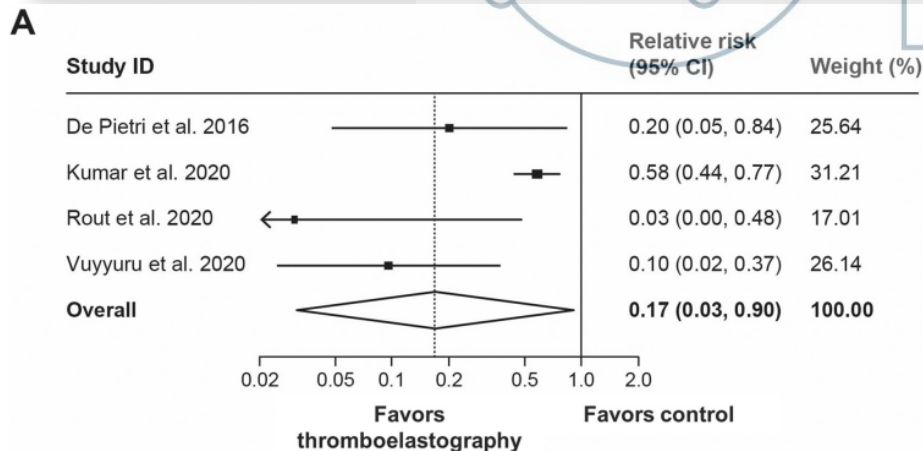 A
Relative risk
Study ID (95% CI) Weight (%)
De Pietri et al. 2016 0.20 (0.05, 0.84) 25.64
Kumar et al. 2020 0.58 (0.44, 0.77) 31.21
Rout et al. 2020 0.03 (0.00, 0.48) 17.01
Vuyyuru et al. 2020 0.10 (0.02, 0.37) 26.14
Overall 0.17 (0.03, 0.90) 100.00
0.02 0.05 0.1 0.2 0.5 1.0 2.0
Favors Favors control
thromboelastography